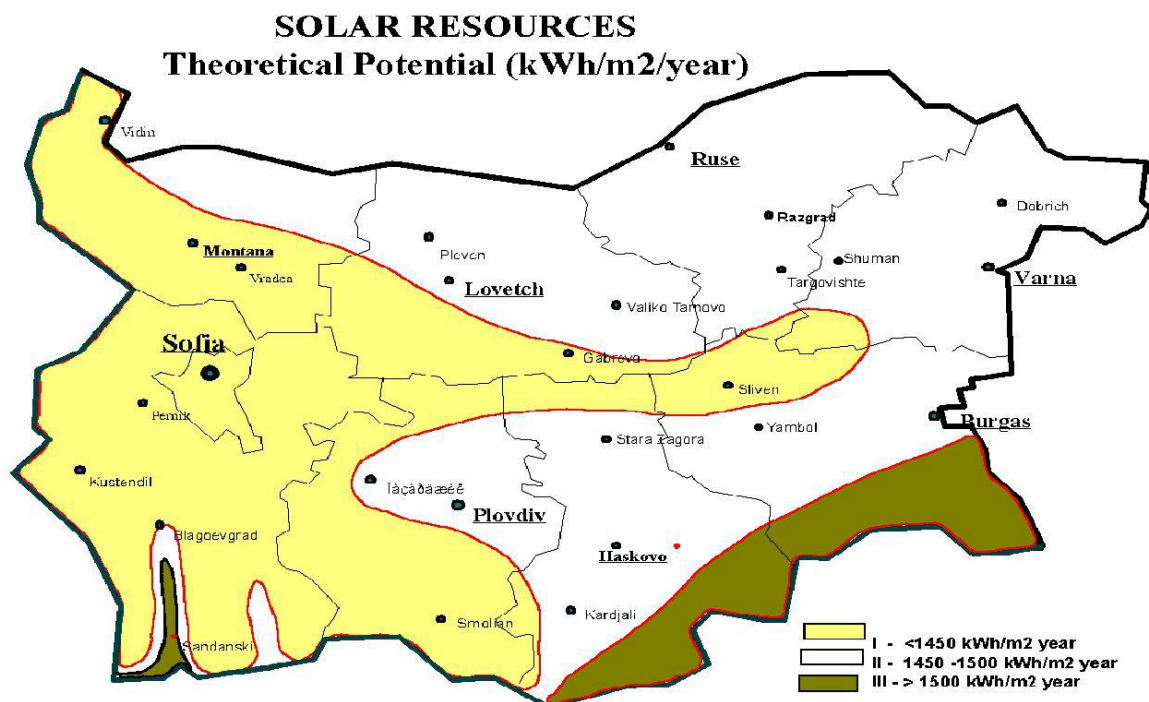 SOLAR RESOURCES
Theoretical Potential (kWh/m2/year)
Vidin
Ruse
Razgrad
Dobrich
Montana
Vradca
Pleven
Lovetch
Shuman
Targovishte
Varna
Valiko Tarnovo
Sofia
Gabrovo
Sliven
Pernik
Burgas
Yambol
Stara Zagora
Kustendil
Ïàçàðäæèê
Plovdiv
Blagoevgrad
Haskovo
Kardjali
Smolian
Sandanski
I - <1450 kWh/m2 year
II - 1450 -1500 kWh/m2 year
III - > 1500 kWh/m2 year